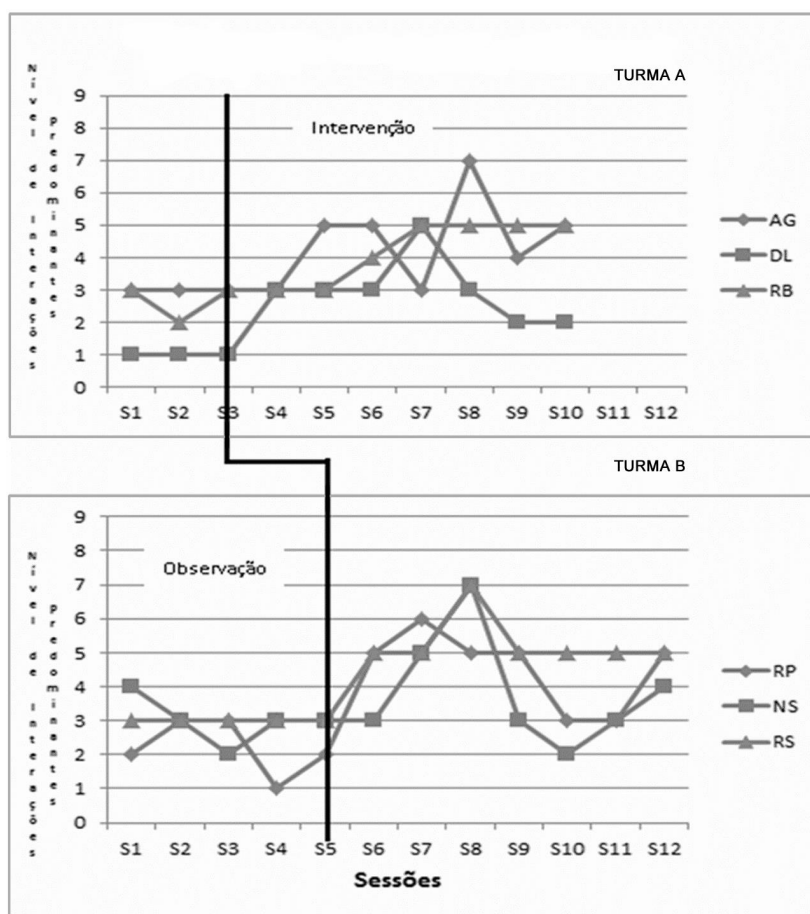 TURMA A
Nível de Interações
predominantes
9
8
7
6
5
4
3
2
1
0
Intervenção
S1 S2 S3 S4 S5 S6 S7 S8 S9 S10 S11 S12
AG
DL
RB
TURMA B
Nível de Interações
predominantes
9
8
7
6
5
4
3
2
1
0
Observação
S1 S2 S3 S4 S5 S6 S7 S8 S9 S10 S11 S12
Sessões
RP
NS
RS